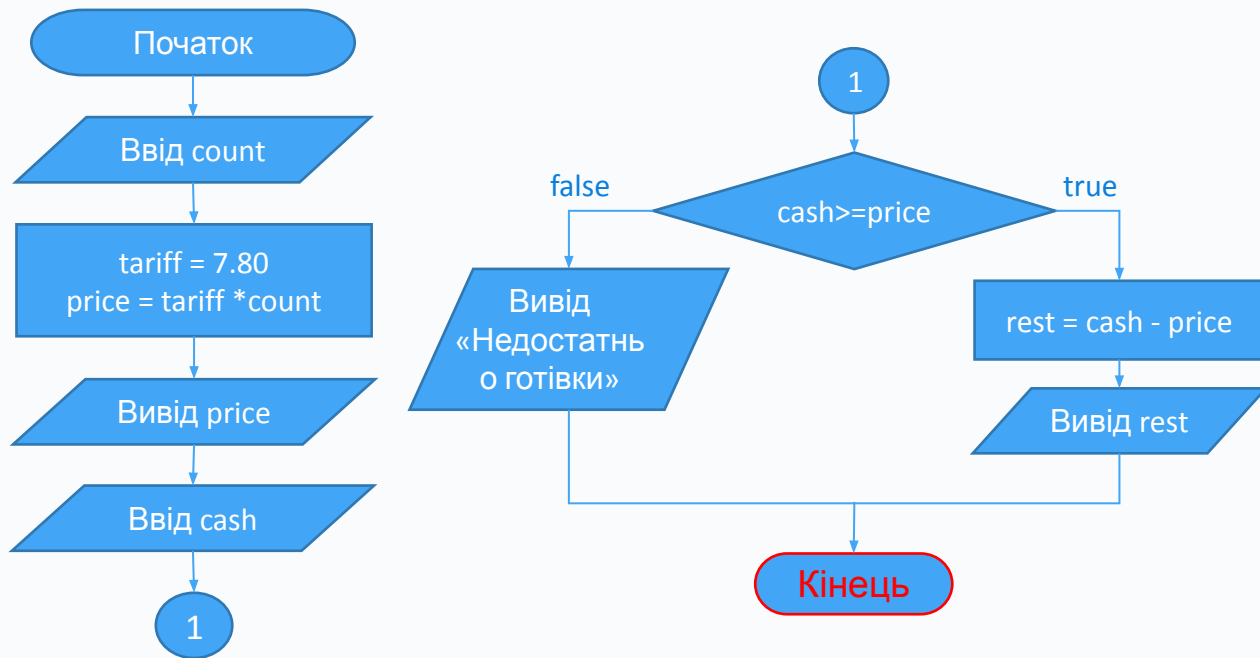 Початок
Ввід count
tariff = 7.80
price = tariff *count
Вивід price
Ввід cash
1
1
cash>=price
false
true
Вивід
«Недостатнь
о готівки»
rest = cash - price
Вивід rest
Кінець